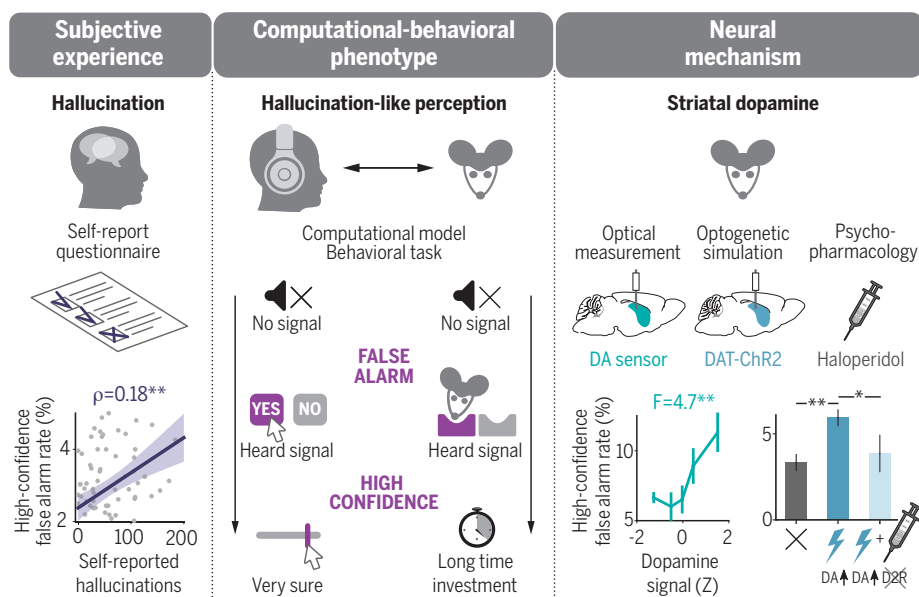 Subjective
experience
Computational-behavioral
phenotype
Neural
mechanism
Hallucination
Self-report
questionnaire
ρ=0.18**
High-confidence
false alarm rate (%)
4
2
0
100
200
Self-reported
hallucinations
Hallucination-like perception
Computational model
Behavioral task
No signal
No signal
FALSE
ALARM
YES
NO
Heard signal
Heard signal
HIGH
CONFIDENCE
Very sure
Long time
investment
Striatal dopamine
Optical
measurement
Optogenetic
simulation
Psycho-
pharmacology
DA sensor
DAT-ChR2
Haloperidol
F=4.7**
High-confidence
false alarm rate (%)
10
5
-2
0
2
Dopamine
signal (Z)
**
*
5
0
+
DA
DA
D2R